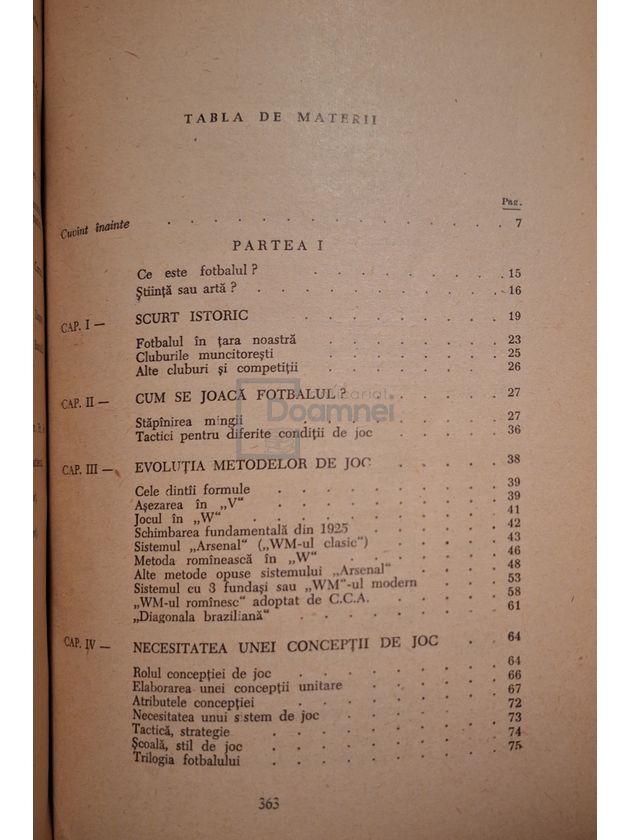 TABLA DE MATERII
Pag.
Cuvînt înainte . . . . . . . . . . . . 7
PARTEA I
Ce este fotbalul ? . . . . . . . 15
Știință sau artă ? . . . . . . . . . 16
CAP. I — SCURT ISTORIC . . . . . . . . 19
Fotbalul în țara noastră . . . . . . . 23
Cluburile muncitorești . . . . . . . 25
Alte cluburi și competiții . . . . . . . 26
CAP. II — CUM SE JOACĂ FOTBALUL ? . . . . 27
Stăpînirea mingii . . . . . . . 27
Tactici pentru diferite condiții de joc . . . . 36
CAP. III — EVOLUȚIA METODELOR DE JOC . . . . 38
Cele dintîi formule . . . . . . . . 39
Așezarea în „V“ . . . . . . . . 39
Jocul în „W“ . . . . . . . . . 41
Schimbarea fundamentală din 1925 . . . . 42
Sistemul „Arsenal“ („WM-ul clasic“) . . . . 43
Metoda romînească în „W“ . . . . . . 46
Alte metode opuse sistemului „Arsenal“ . . . . 48
Sistemul cu 3 fundași sau „WM“-ul modern . . . 53
„WM-ul romînesc“ adoptat de C.C.A. . . . . 58
„Diagonala braziliană“ . . . . . . . 61
CAP. IV — NECESITATEA UNEI CONCEPȚII DE JOC . . 64
Rolul concepției de joc . . . . . . . 64
Elaborarea unei concepții unitare . . . . . 66
Atributele concepției . . . . . . . . 67
Necesitatea unui sistem de joc . . . . . 72
Tactică, strategie . . . . . . . . 73
Școală, stil de joc . . . . . . . . 74
Trilogia fotbalului . . . . . . . . 75
363
Anticariat
Doamnei